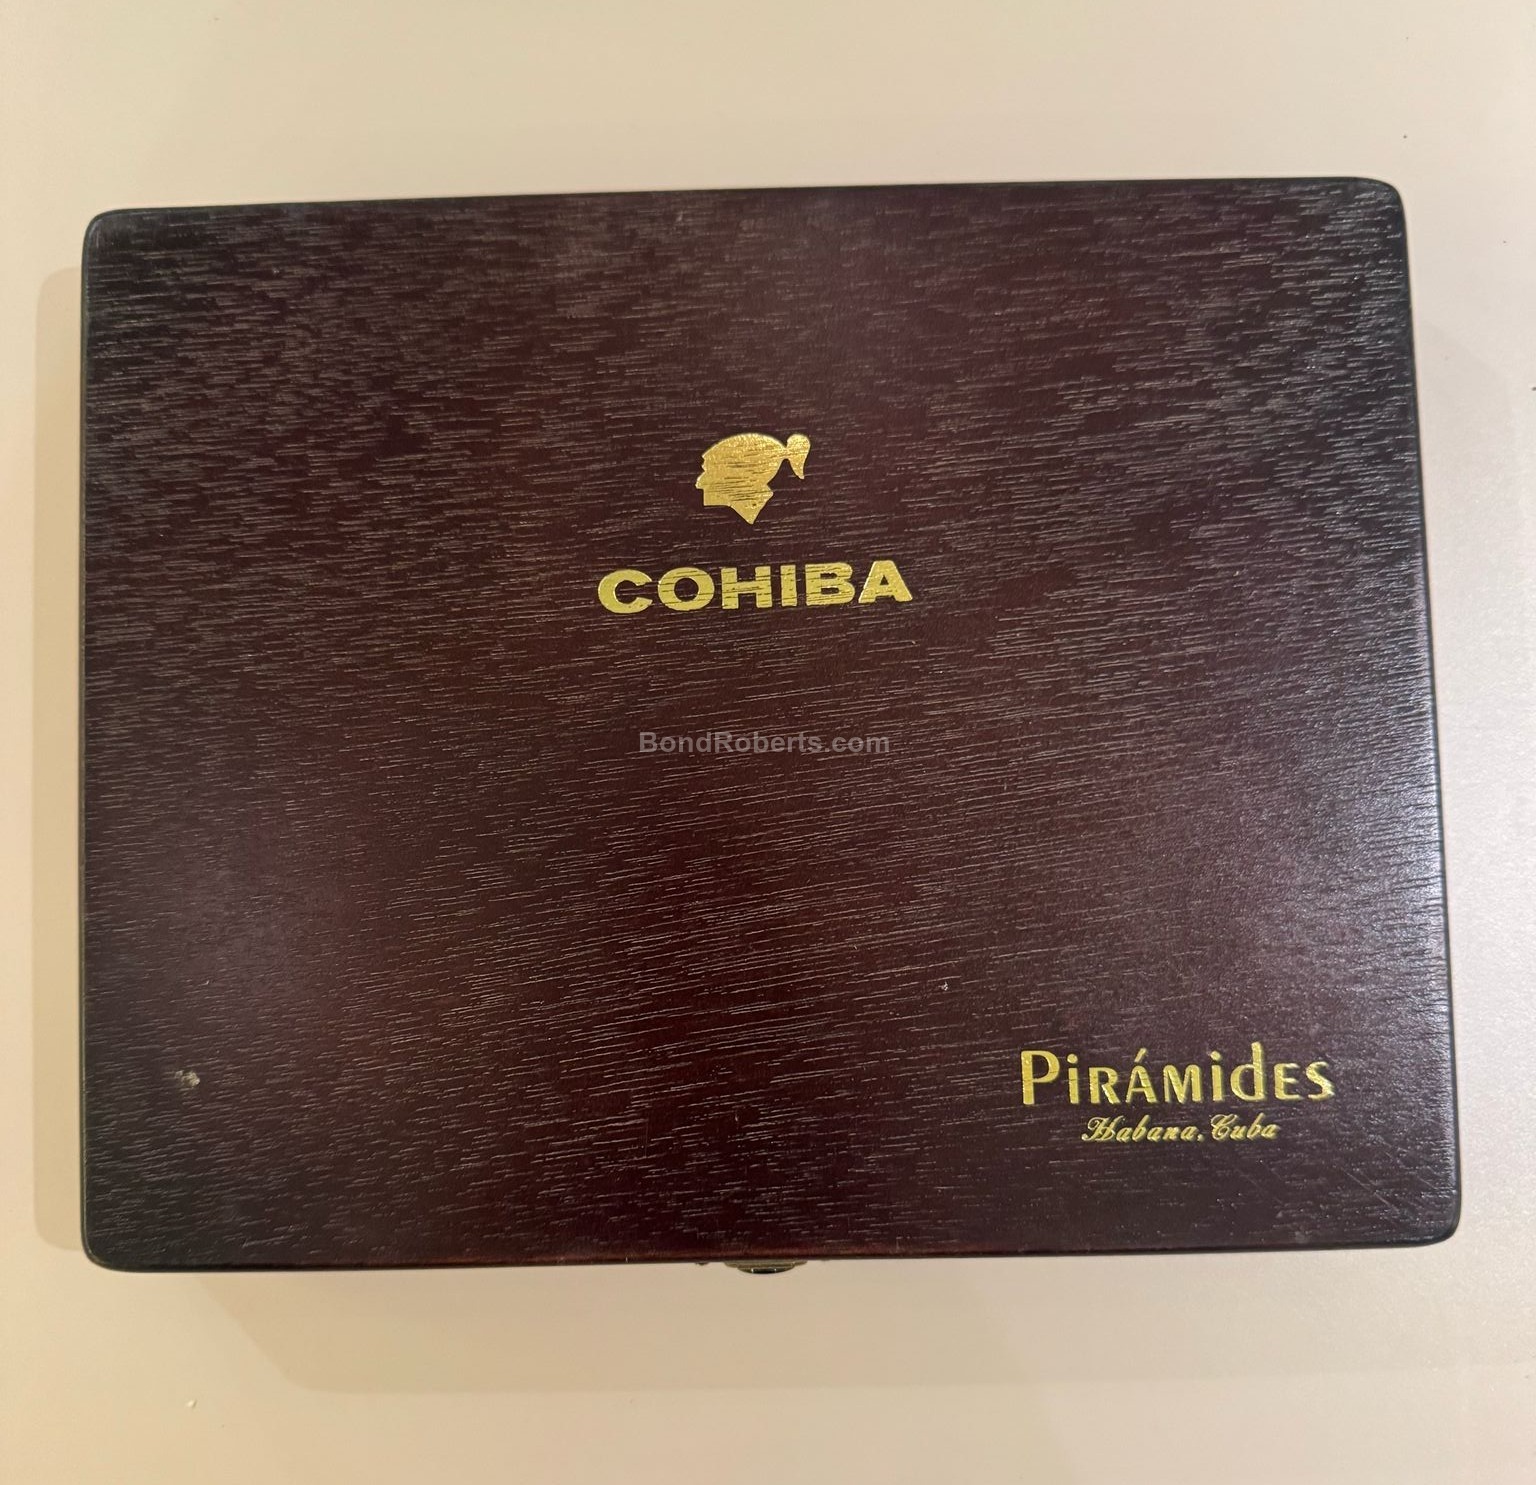 COHIBA
BondRoberts.com
PiRÁMidES
Habana, Cuba